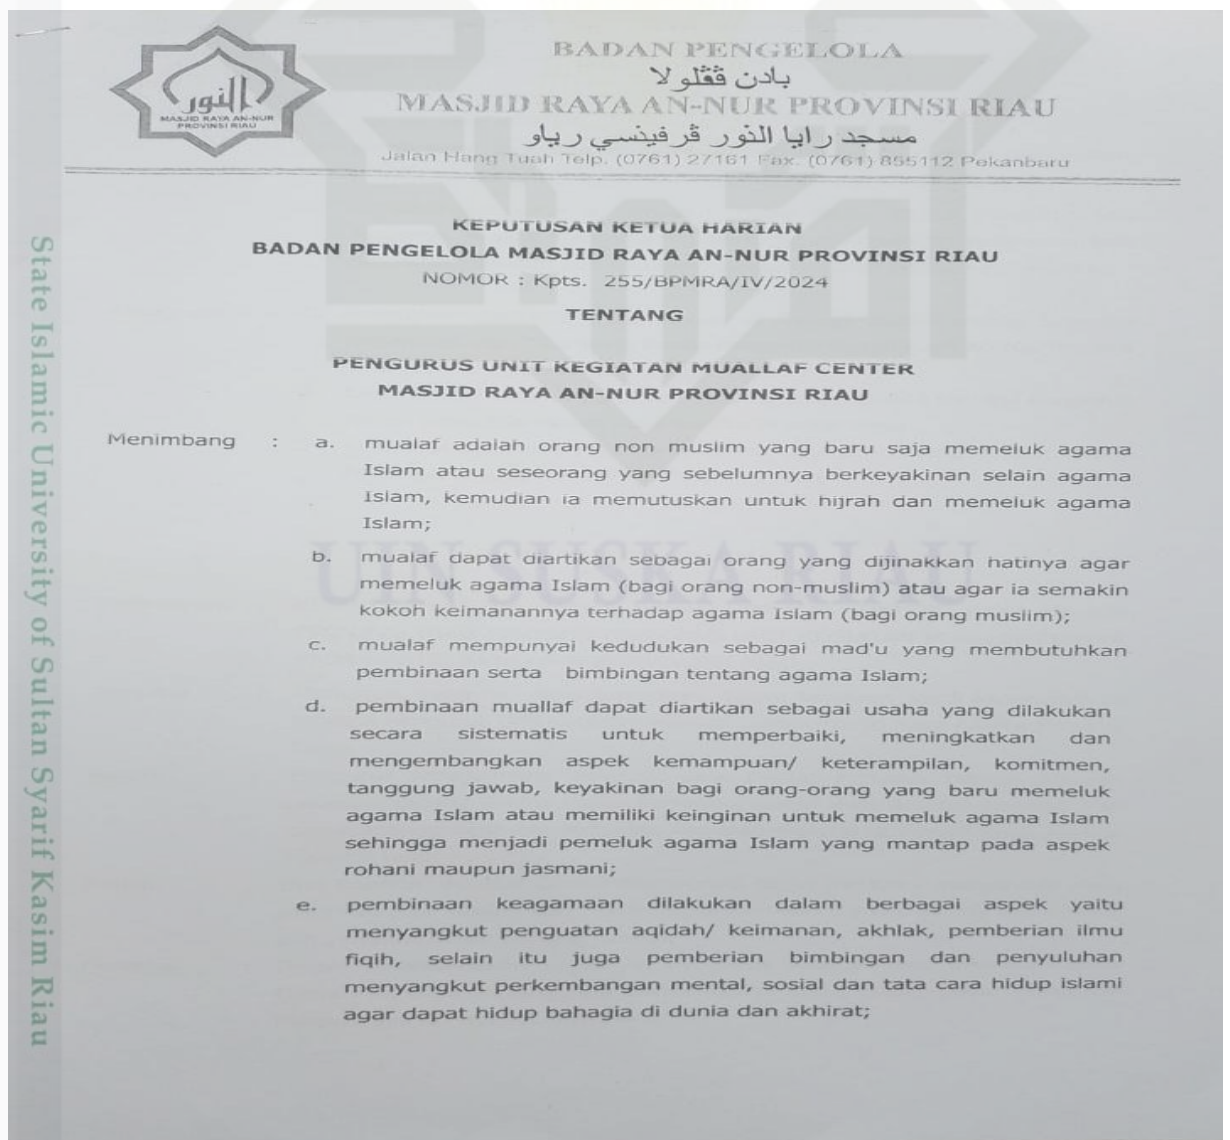 BADAN PENGELOLA
بادن ڤڠلولا
MASJID RAYA AN-NUR PROVINSI RIAU
مسجد رايا النور ڤرفينسي رياو
Jalan Hang Tuah Telp. (0761) 27161 Fax. (0761) 855112 Pekanbaru
النور
MASJID RAYA AN-NUR
PROVINSI RIAU
KEPUTUSAN KETUA HARIAN
BADAN PENGELOLA MASJID RAYA AN-NUR PROVINSI RIAU
NOMOR : Kpts. 255/BPMRA/IV/2024
TENTANG
PENGURUS UNIT KEGIATAN MUALLAF CENTER
MASJID RAYA AN-NUR PROVINSI RIAU
Menimbang : a. mualaf adalah orang non muslim yang baru saja memeluk agama
Islam atau seseorang yang sebelumnya berkeyakinan selain agama
Islam, kemudian ia memutuskan untuk hijrah dan memeluk agama
Islam;
b. mualaf dapat diartikan sebagai orang yang dijinakkan hatinya agar
memeluk agama Islam (bagi orang non-muslim) atau agar ia semakin
kokoh keimanannya terhadap agama Islam (bagi orang muslim);
c. mualaf mempunyai kedudukan sebagai mad'u yang membutuhkan
pembinaan serta bimbingan tentang agama Islam;
d. pembinaan muallaf dapat diartikan sebagai usaha yang dilakukan
secara sistematis untuk memperbaiki, meningkatkan dan
mengembangkan aspek kemampuan/ keterampilan, komitmen,
tanggung jawab, keyakinan bagi orang-orang yang baru memeluk
agama Islam atau memiliki keinginan untuk memeluk agama Islam
sehingga menjadi pemeluk agama Islam yang mantap pada aspek
rohani maupun jasmani;
e. pembinaan keagamaan dilakukan dalam berbagai aspek yaitu
menyangkut penguatan aqidah/ keimanan, akhlak, pemberian ilmu
fiqih, selain itu juga pemberian bimbingan dan penyuluhan
menyangkut perkembangan mental, sosial dan tata cara hidup islami
agar dapat hidup bahagia di dunia dan akhirat;
State Islamic University of Sultan Syarif Kasim Riau
UIN SUSKA RIAU